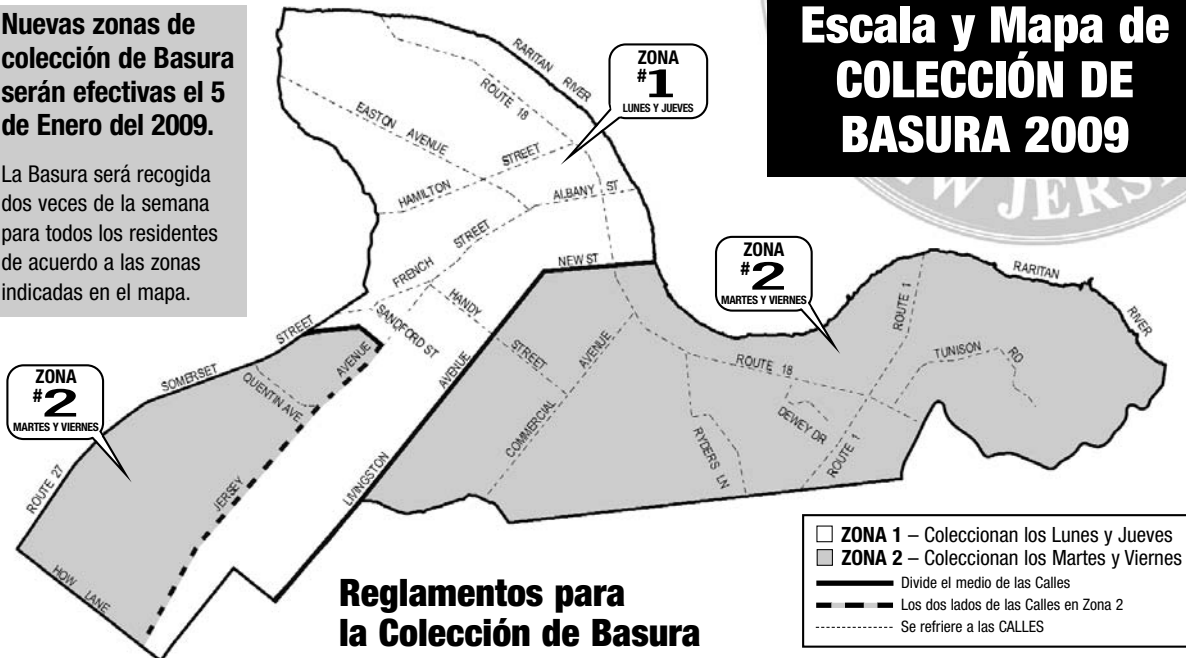 Nuevas zonas de
colección de Basura
serán efectivas el 5
de Enero del 2009.
La Basura será recogida
dos veces de la semana
para todos los residentes
de acuerdo a las zonas
indicadas en el mapa.
Escala y Mapa de
COLECCIÓN DE
BASURA 2009
W JERS
RARITAN RIVER
ROUTE 18
ZONA
#1
LUNES Y JUEVES
EASTON AVENUE
HAMILTON STREET
ALBANY ST
FRENCH STREET
NEW ST
HANDY STREET
SANDFORD ST
SOMERSET STREET
QUENTIN AVE
JERSEY AVENUE
LIVINGSTON AVENUE
COMMERCIAL AVENUE
ROUTE 27
HOW LANE
ZONA
#2
MARTES Y VIERNES
ZONA
#2
MARTES Y VIERNES
ROUTE 18
ROUTE 1
ROUTE 1
TUNISON RD
DEWEY DR
RYDERS LN
RARITAN RIVER
ZONA 1 – Coleccionan los Lunes y Jueves
ZONA 2 – Coleccionan los Martes y Viernes
Divide el medio de las Calles
Los dos lados de las Calles en Zona 2
Se refriere a las CALLES
Reglamentos para
la Colección de Basura